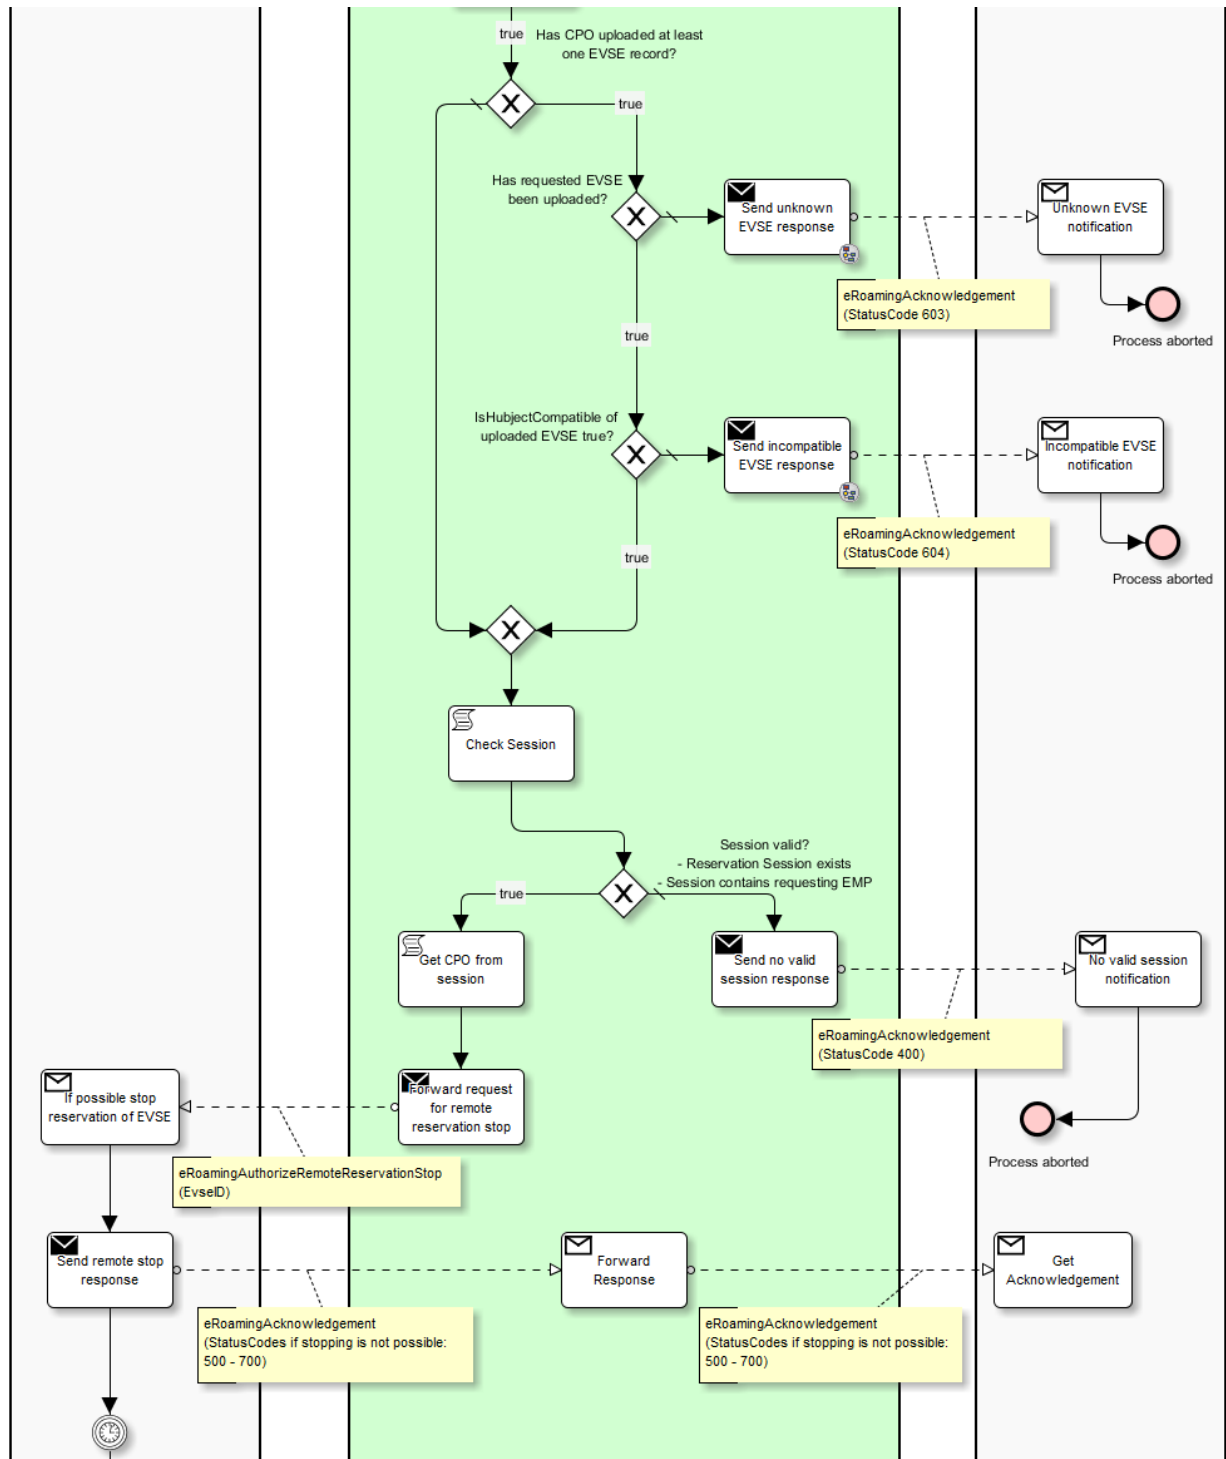 true
Has CPO uploaded at least
one EVSE record?
true
Has requested EVSE
been uploaded?
Send unknown
EVSE response
Unknown EVSE
notification
eRoamingAcknowledgement
(StatusCode 603)
Process aborted
true
IsHubjectCompatible of
uploaded EVSE true?
Send incompatible
EVSE response
Incompatible EVSE
notification
eRoamingAcknowledgement
(StatusCode 604)
Process aborted
true
Check Session
Session valid?
- Reservation Session exists
- Session contains requesting EMP
true
Get CPO from
session
Send no valid
session response
No valid session
notification
eRoamingAcknowledgement
(StatusCode 400)
If possible stop
reservation of EVSE
Forward request
for remote
reservation stop
Process aborted
eRoamingAuthorizeRemoteReservationStop
(EvseID)
Send remote stop
response
Forward
Response
Get
Acknowledgement
eRoamingAcknowledgement
(StatusCodes if stopping is not possible:
500 - 700)
eRoamingAcknowledgement
(StatusCodes if stopping is not possible:
500 - 700)